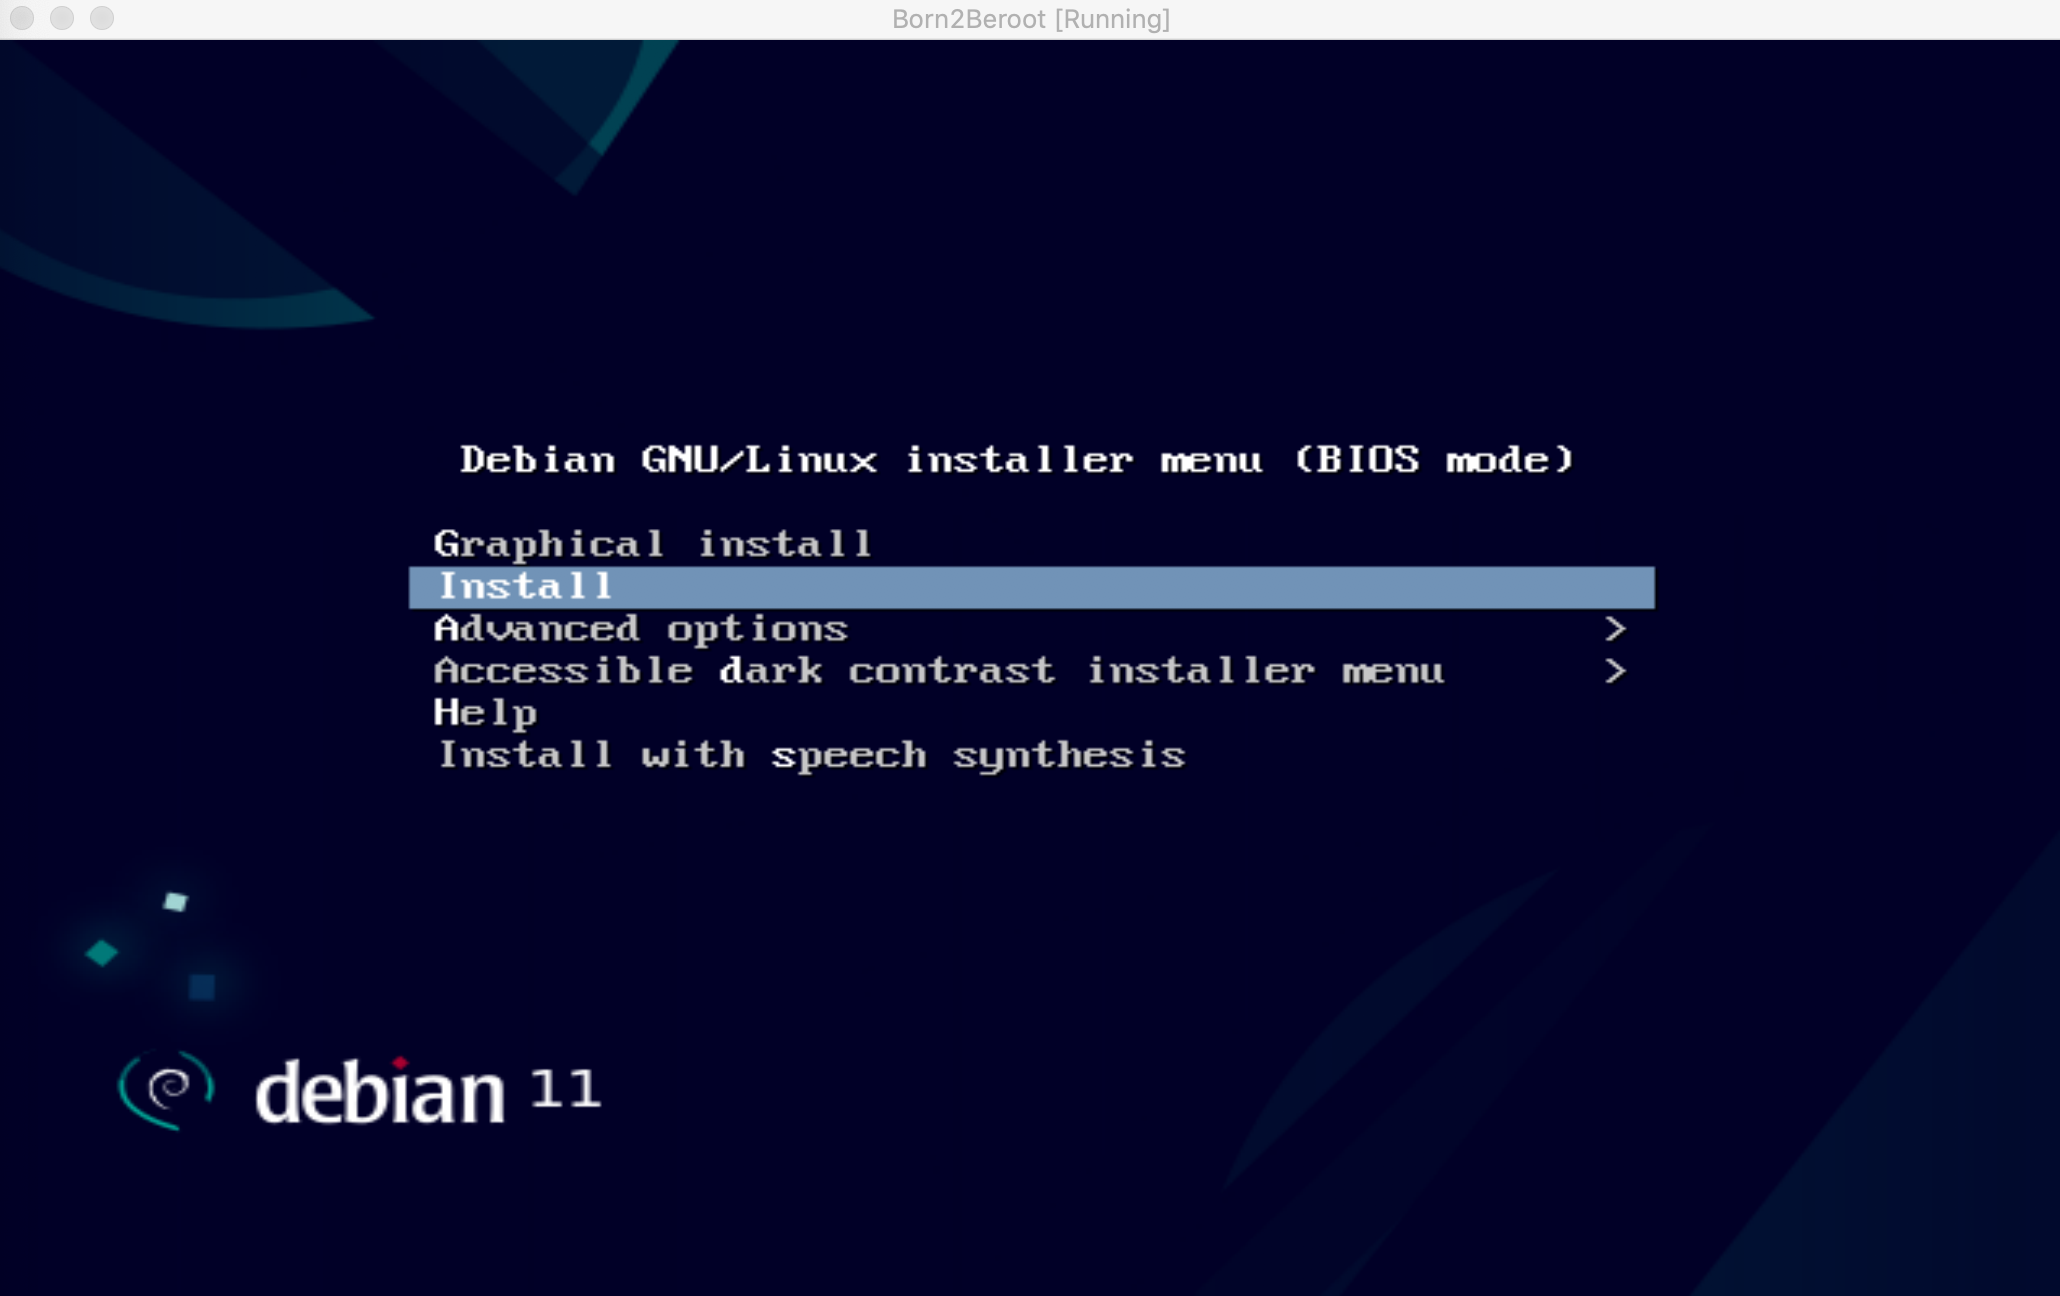 Born2Beroot [Running]
Debian GNU/Linux installer menu (BIOS mode)
Graphical install
Install
Advanced options >
Accessible dark contrast installer menu >
Help
Install with speech synthesis
debian 11